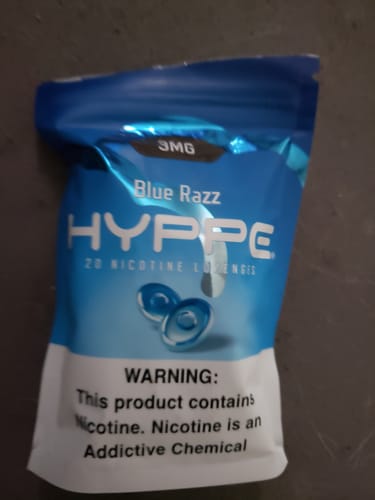 3MG
Blue Razz
HYPPE
20 NICOTINE LOZENGES
WARNING:
This product contains
Nicotine. Nicotine is an
Addictive Chemical